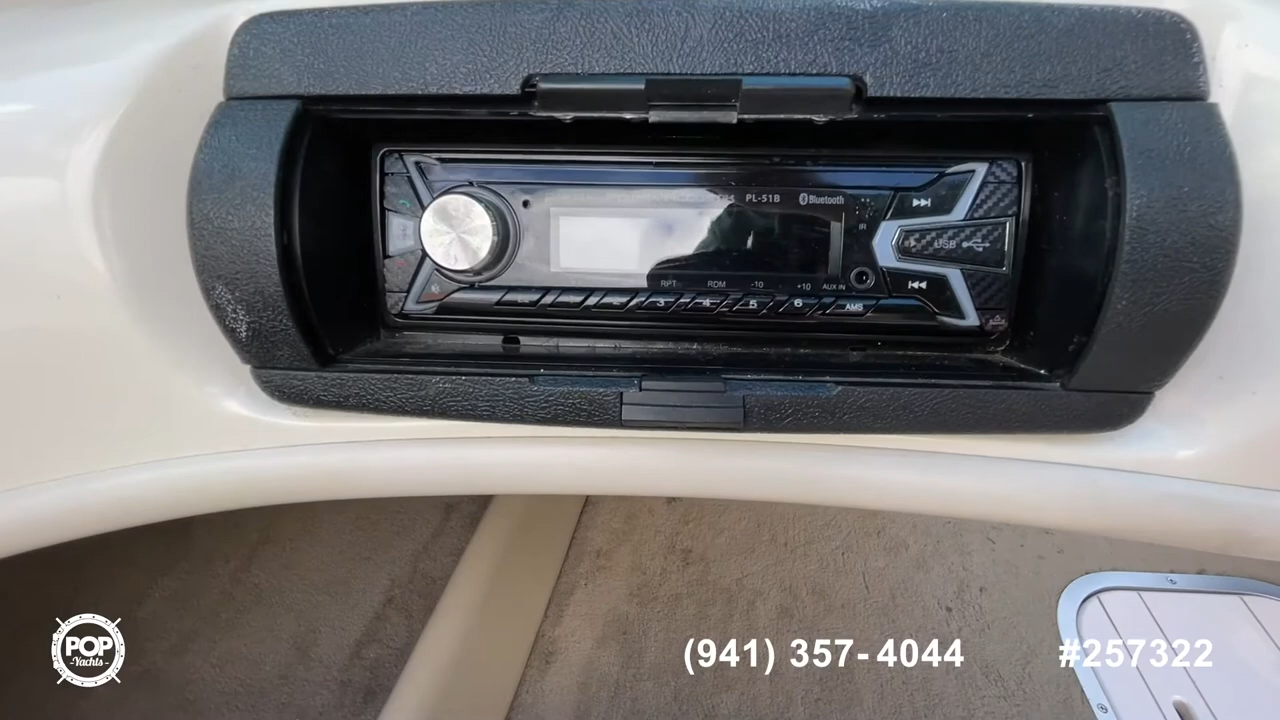 PL-51B Bluetooth
IR
USB
RPT RDM -10 +10 AUX IN
3 4 5 6 AMS
POP
-Yachts-
(941) 357-4044
#257322